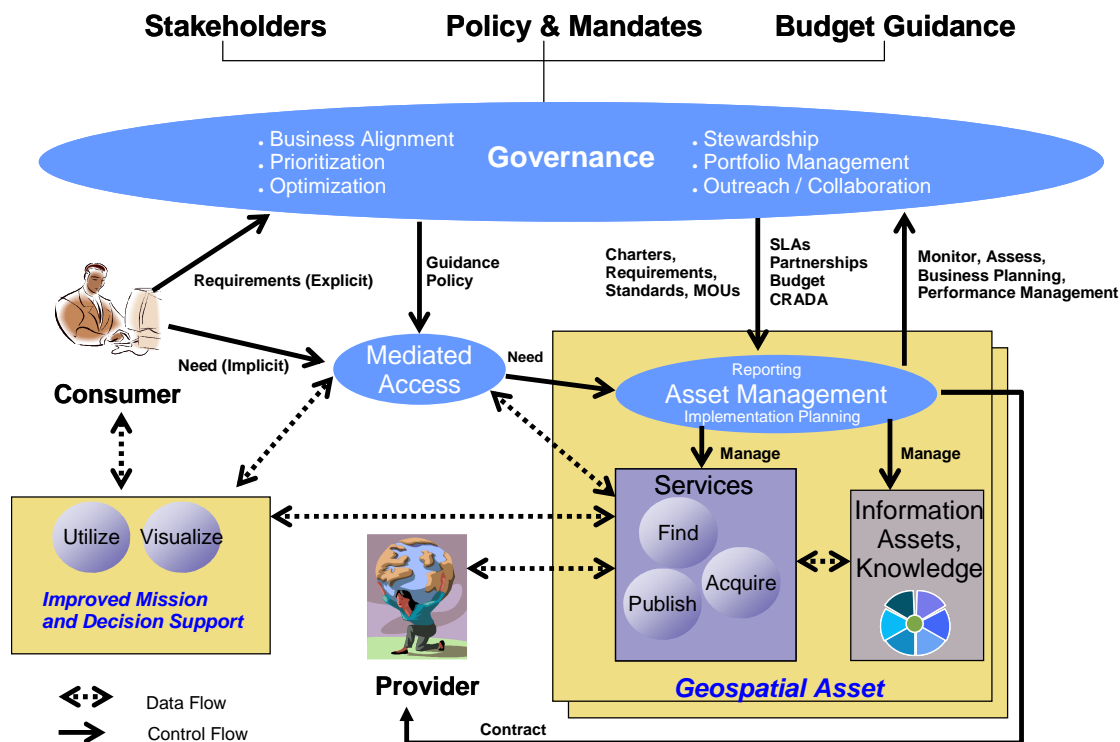 Stakeholders
Policy & Mandates
Budget Guidance
Governance
. Business Alignment
. Prioritization
. Optimization
. Stewardship
. Portfolio Management
. Outreach / Collaboration
Requirements (Explicit)
Guidance
Policy
Charters,
Requirements,
Standards, MOUs
SLAs
Partnerships
Budget
CRADA
Monitor, Assess,
Business Planning,
Performance Management
Need (Implicit)
Consumer
Mediated
Access
Need
Reporting
Asset Management
Implementation Planning
Manage
Manage
Services
Find
Acquire
Publish
Information
Assets,
Knowledge
Utilize
Visualize
Improved Mission
and Decision Support
Provider
Geospatial Asset
Contract
Data Flow
Control Flow